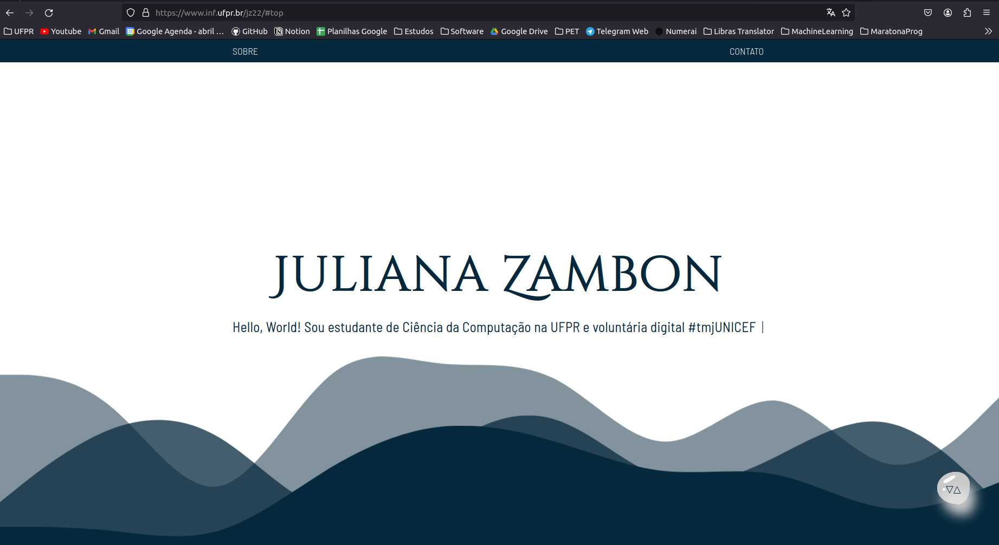 https://www.inf.ufpr.br/jz22/#top
UFPR Youtube Gmail 31 Google Agenda - abril ... GitHub Notion Planilhas Google Estudos Software Google Drive PET Telegram Web Numerai Libras Translator MachineLearning MaratonaProg
SOBRE CONTATO
JULIANA ZAMBON
Hello, World! Sou estudante de Ciência da Computação na UFPR e voluntária digital #tmjUNICEF |
▽△